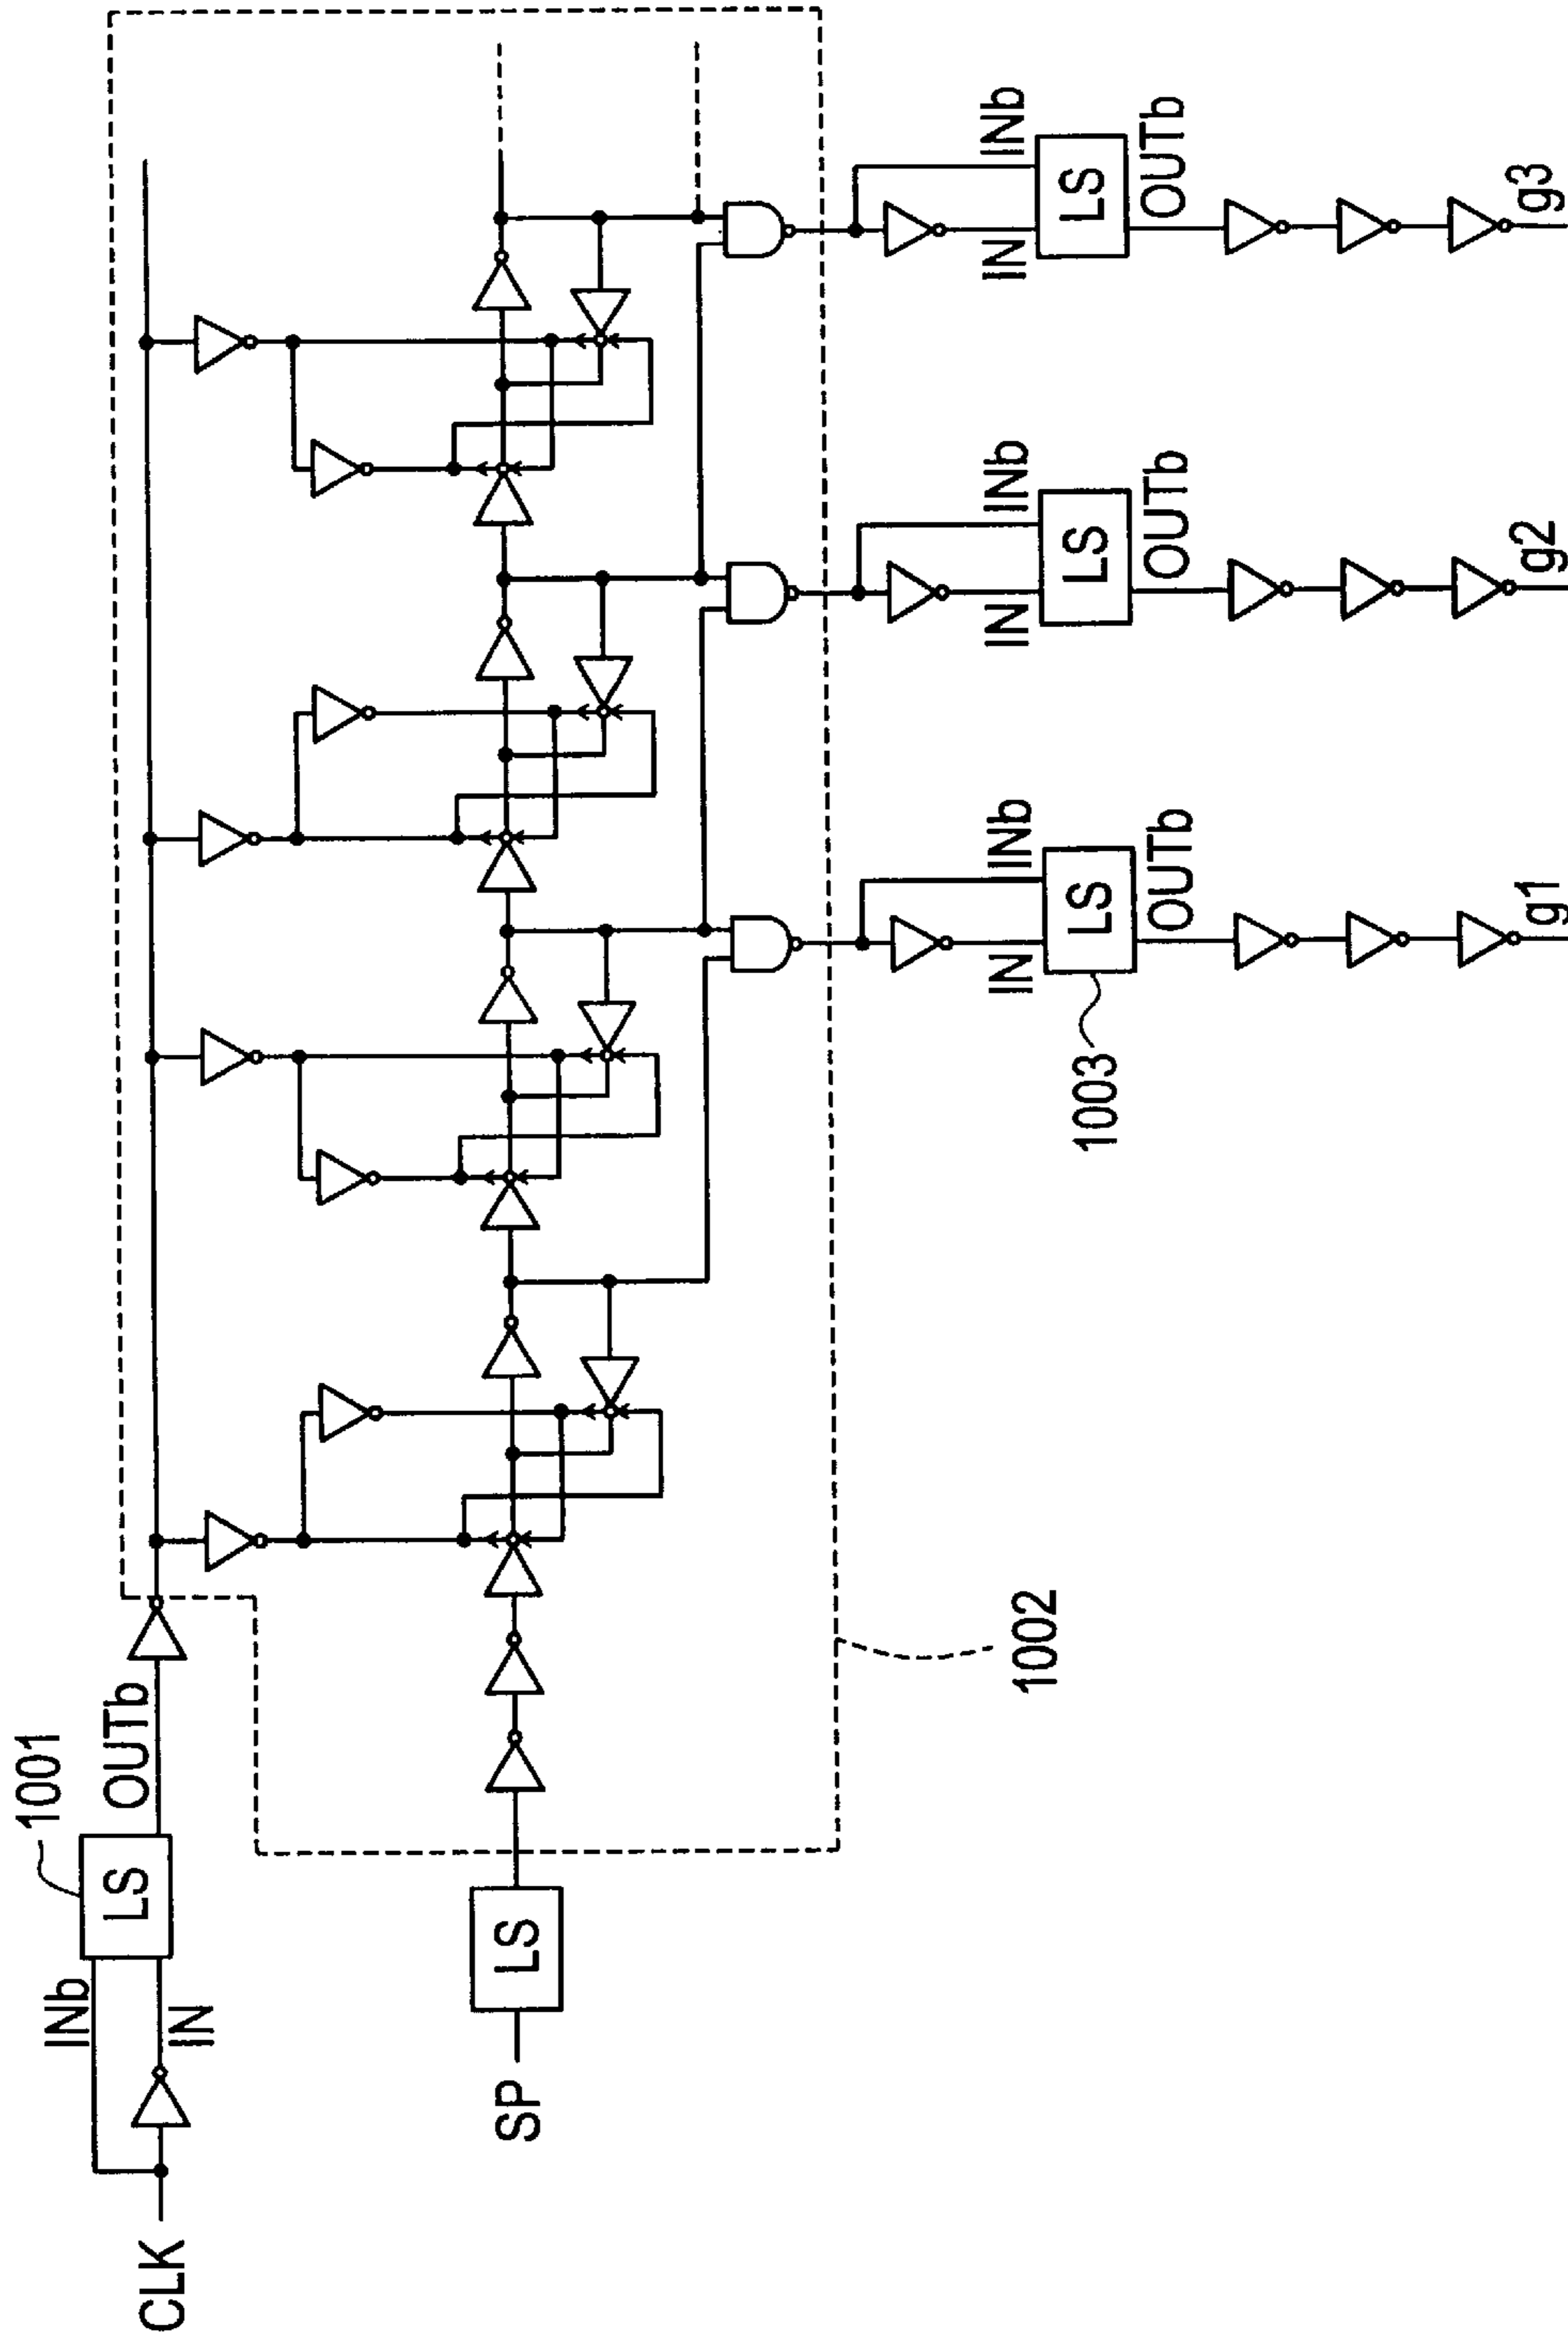 1001
INb
LS
OUTb
IN
CLK
SP
LS
1002
INb
LS
IN
OUTb
1003
g1
INb
LS
IN
OUTb
g2
INb
LS
IN
OUTb
g3